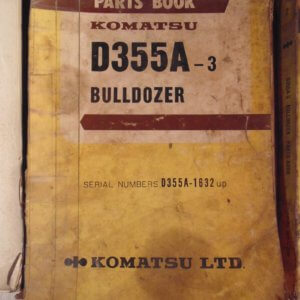 PARTS BOOK
KOMATSU
D355A-3
BULLDOZER
SERIAL NUMBERS D355A-1632 up
KOMATSU LTD.